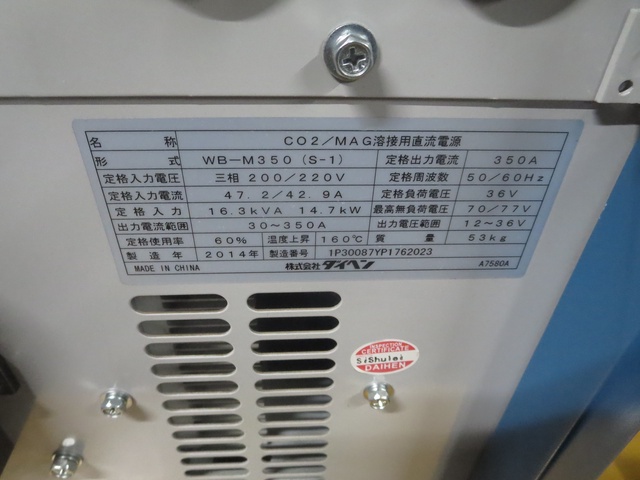 名　称 CO2/MAG溶接用直流電源
形　式 WB-M350 (S-1) 定格出力電流 350A
定格入力電圧 三相 200/220V 定格周波数 50/60Hz
定格入力電流 47.2/42.9A 定格負荷電圧 36V
定格入力 16.3kVA 14.7kW 最高無負荷電圧 70/77V
出力電流範囲 30~350A 出力電圧範囲 12~36V
定格使用率 60% 温度上昇 160℃ 質　量 53kg
製造年 2014年 製造番号 1P30087YP1762023
MADE IN CHINA 株式会社ダイヘン A7580A
INSPECTION
CERTIFICATE
SiShulei
DAIHEN